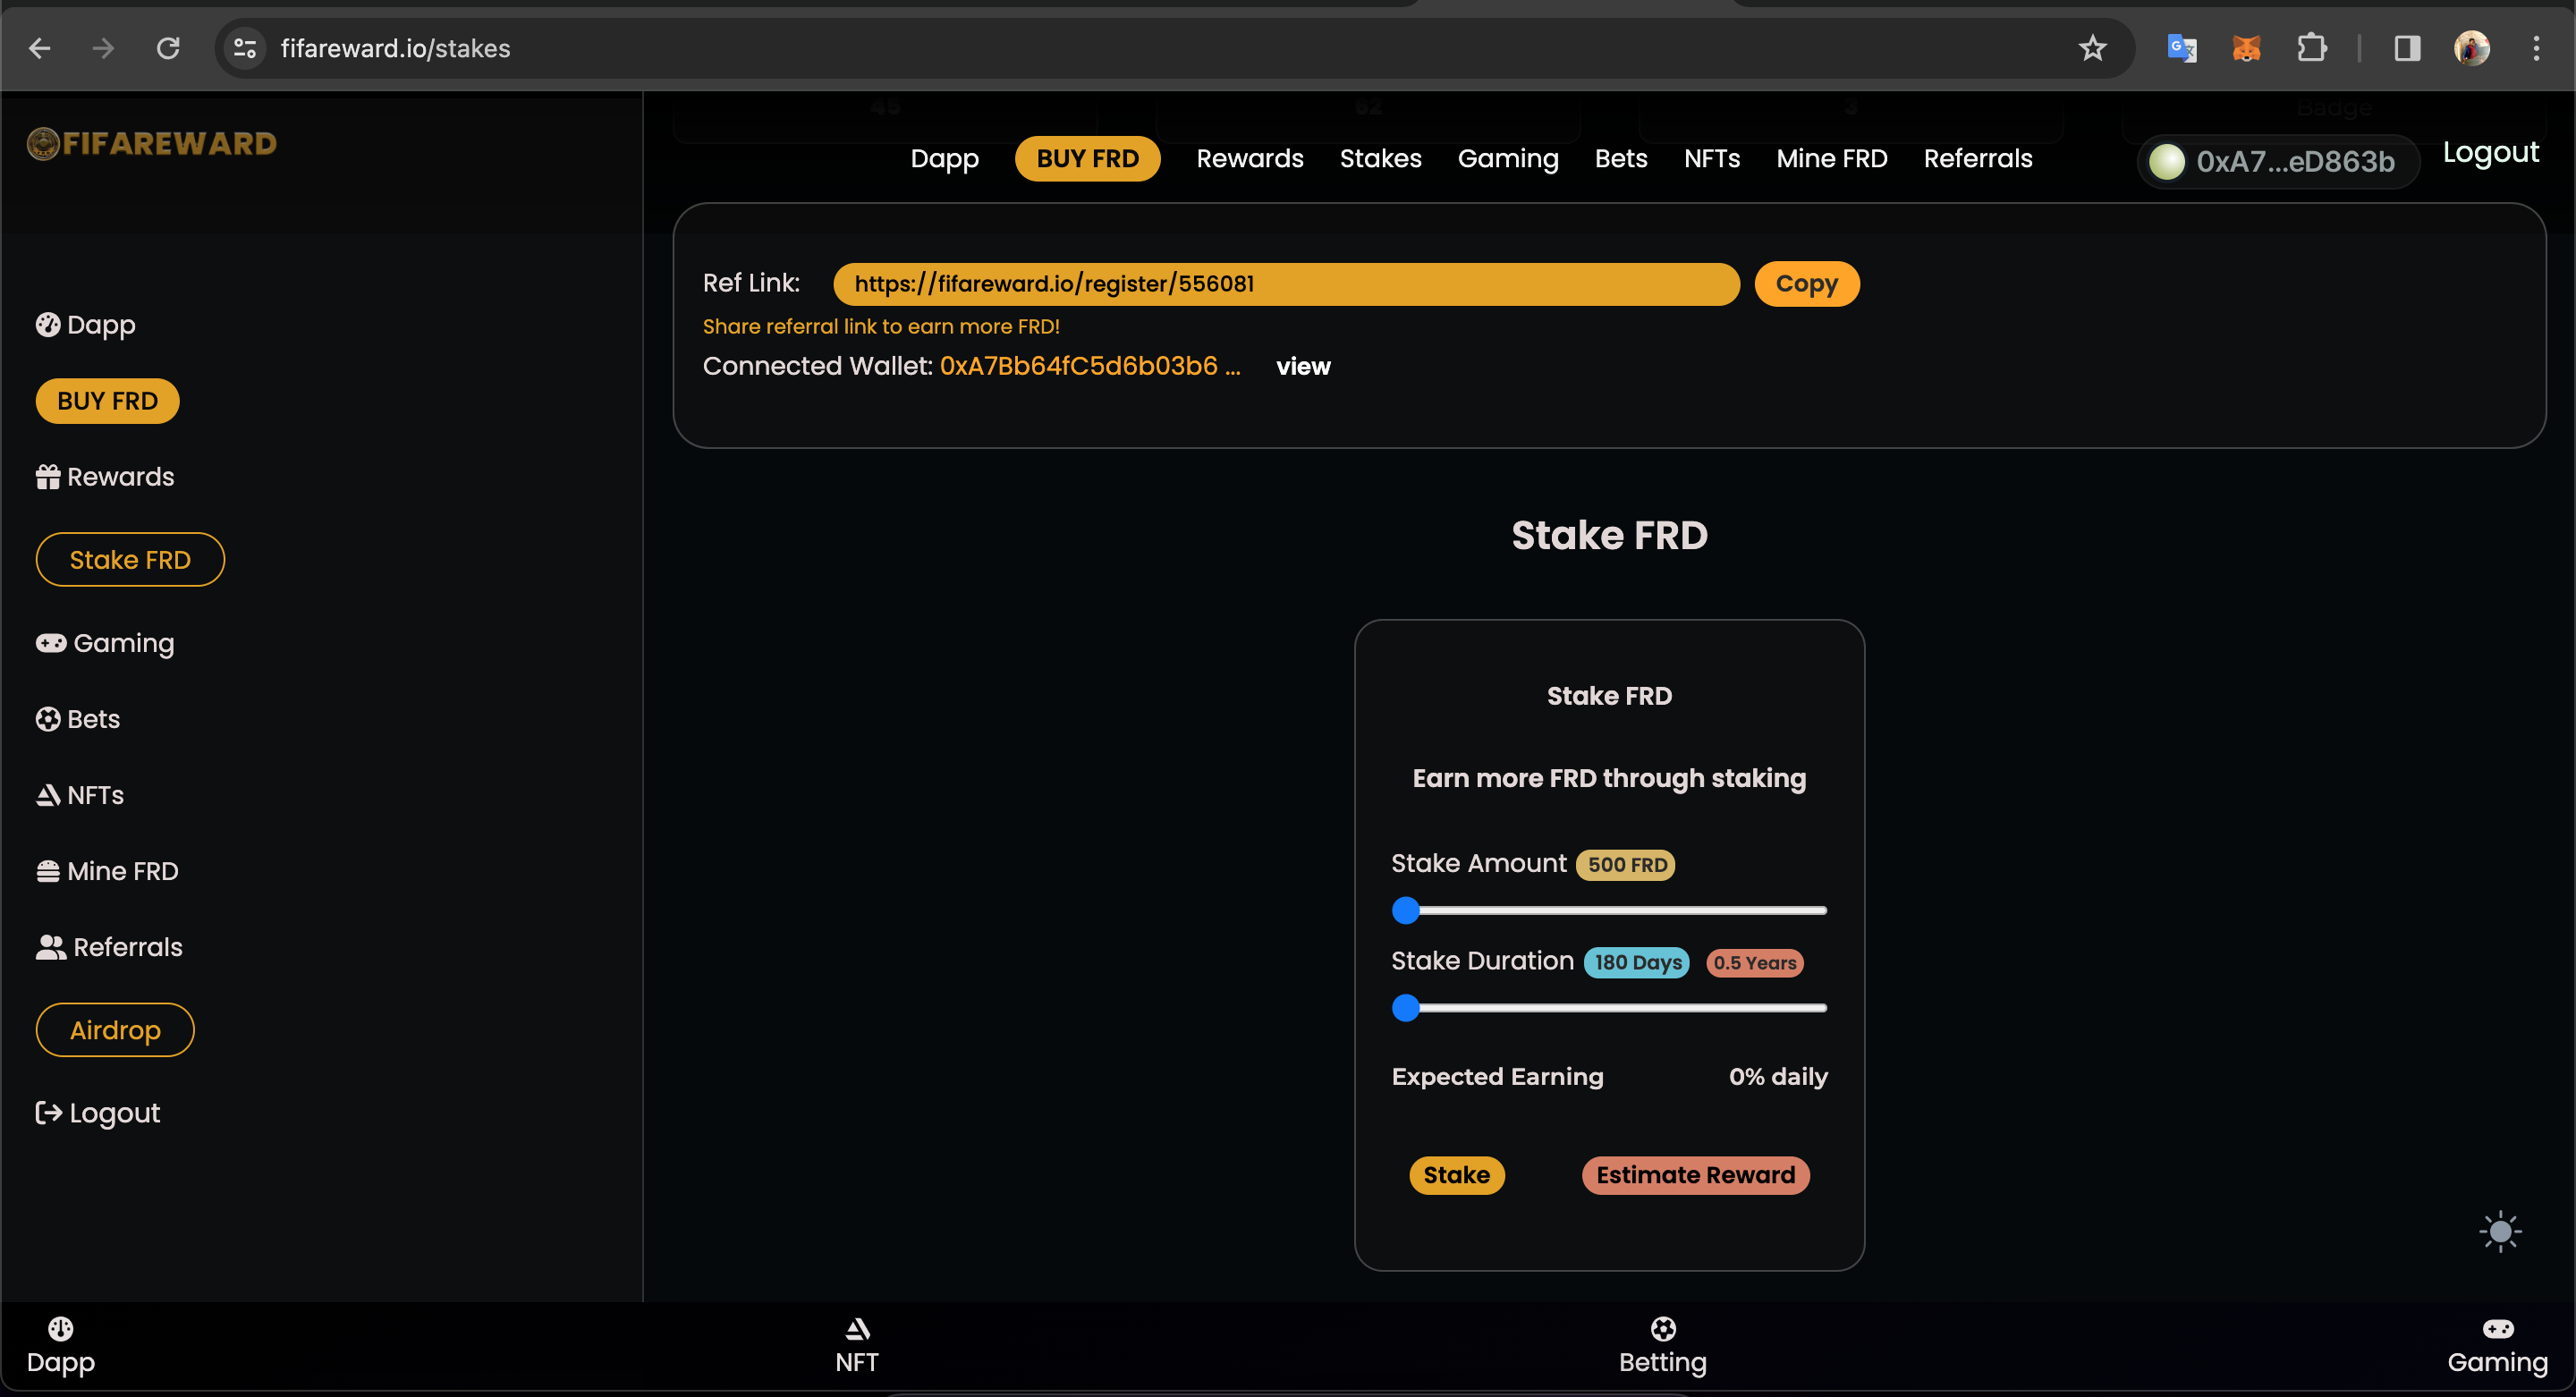 fifareward.io/stakes
45
62
3
Badge
FIFAREWARD
Dapp
BUY FRD
Rewards
Stakes
Gaming
Bets
NFTs
Mine FRD
Referrals
0xA7...eD863b
Logout
Dapp
BUY FRD
Rewards
Stake FRD
Gaming
Bets
NFTs
Mine FRD
Referrals
Airdrop
Logout
Ref Link: https://fifareward.io/register/556081 Copy
Share referral link to earn more FRD!
Connected Wallet: 0xA7Bb64fC5d6b03b6 ... view
Stake FRD
Stake FRD
Earn more FRD through staking
Stake Amount 500 FRD
Stake Duration 180 Days 0.5 Years
Expected Earning 0% daily
Stake Estimate Reward
Dapp
NFT
Betting
Gaming